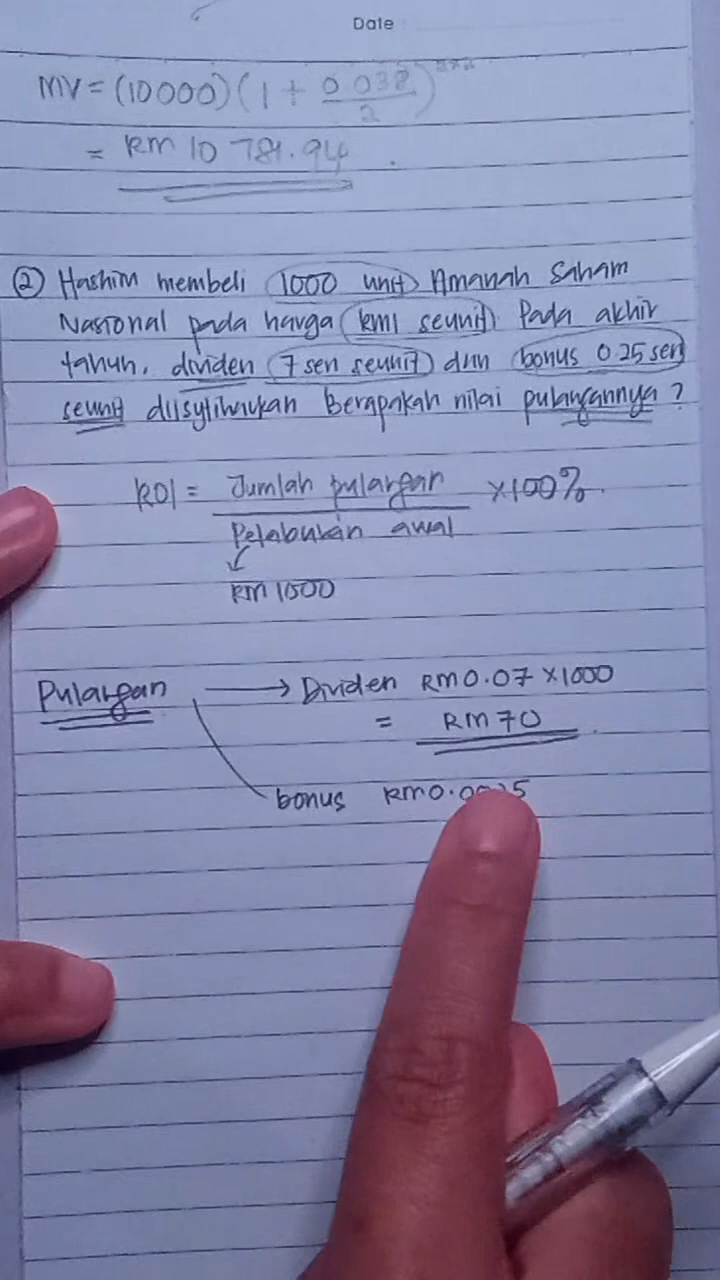 Date
MV = (10000)(1 + 0.038/2)
= RM 10 781.94
② Hashim membeli 1000 unit Amanah Saham
Nasional pada harga RM1 seunit. Pada akhir
tahun, dividen 7 sen seunit dan bonus 0.25 sen
seunit diisytiharkan Berapakah nilai pulangannya?
ROI = Jumlah pulangan / Pelaburan awal ×100%.
RM 1000
Pulangan → Dividen RM0.07 ×1000
= RM70
bonus